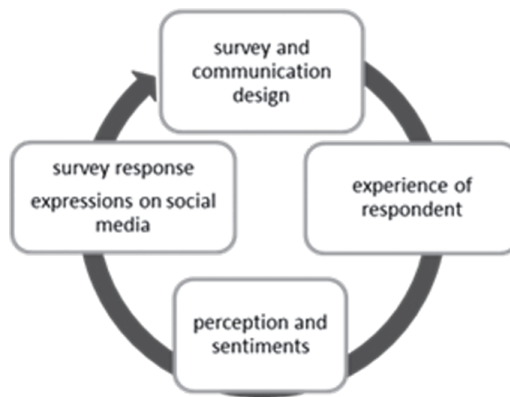 survey and
communication
design
experience of
respondent
perception and
sentiments
survey response
expressions on social
media